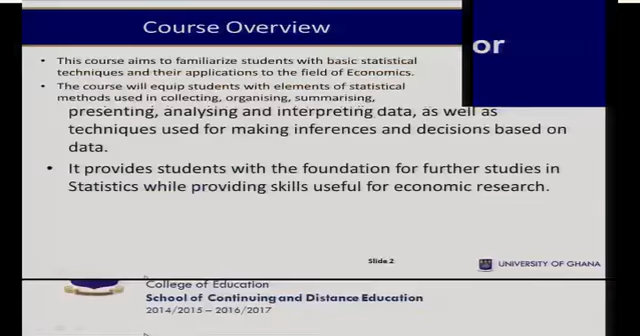 Course Overview
or
• This course aims to familiarize students with basic statistical
techniques and their applications to the field of Economics.
• The course will equip students with elements of statistical
methods used in collecting, organising, summarising,
presenting, analysing and interpreting data, as well as
techniques used for making inferences and decisions based on
data.
• It provides students with the foundation for further studies in
Statistics while providing skills useful for economic research.
Slide 2
UNIVERSITY OF GHANA
College of Education
School of Continuing and Distance Education
2014/2015 – 2016/2017